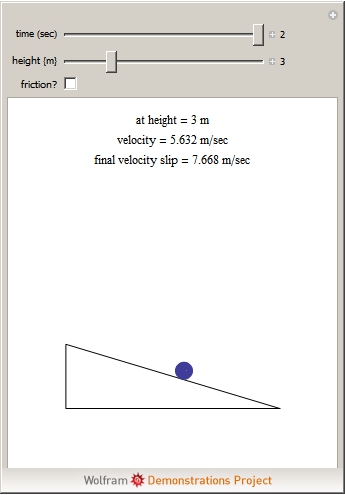 time (sec) 2
height {m} 3
friction?
at height = 3 m
velocity = 5.632 m/sec
final velocity slip = 7.668 m/sec
Wolfram Demonstrations Project